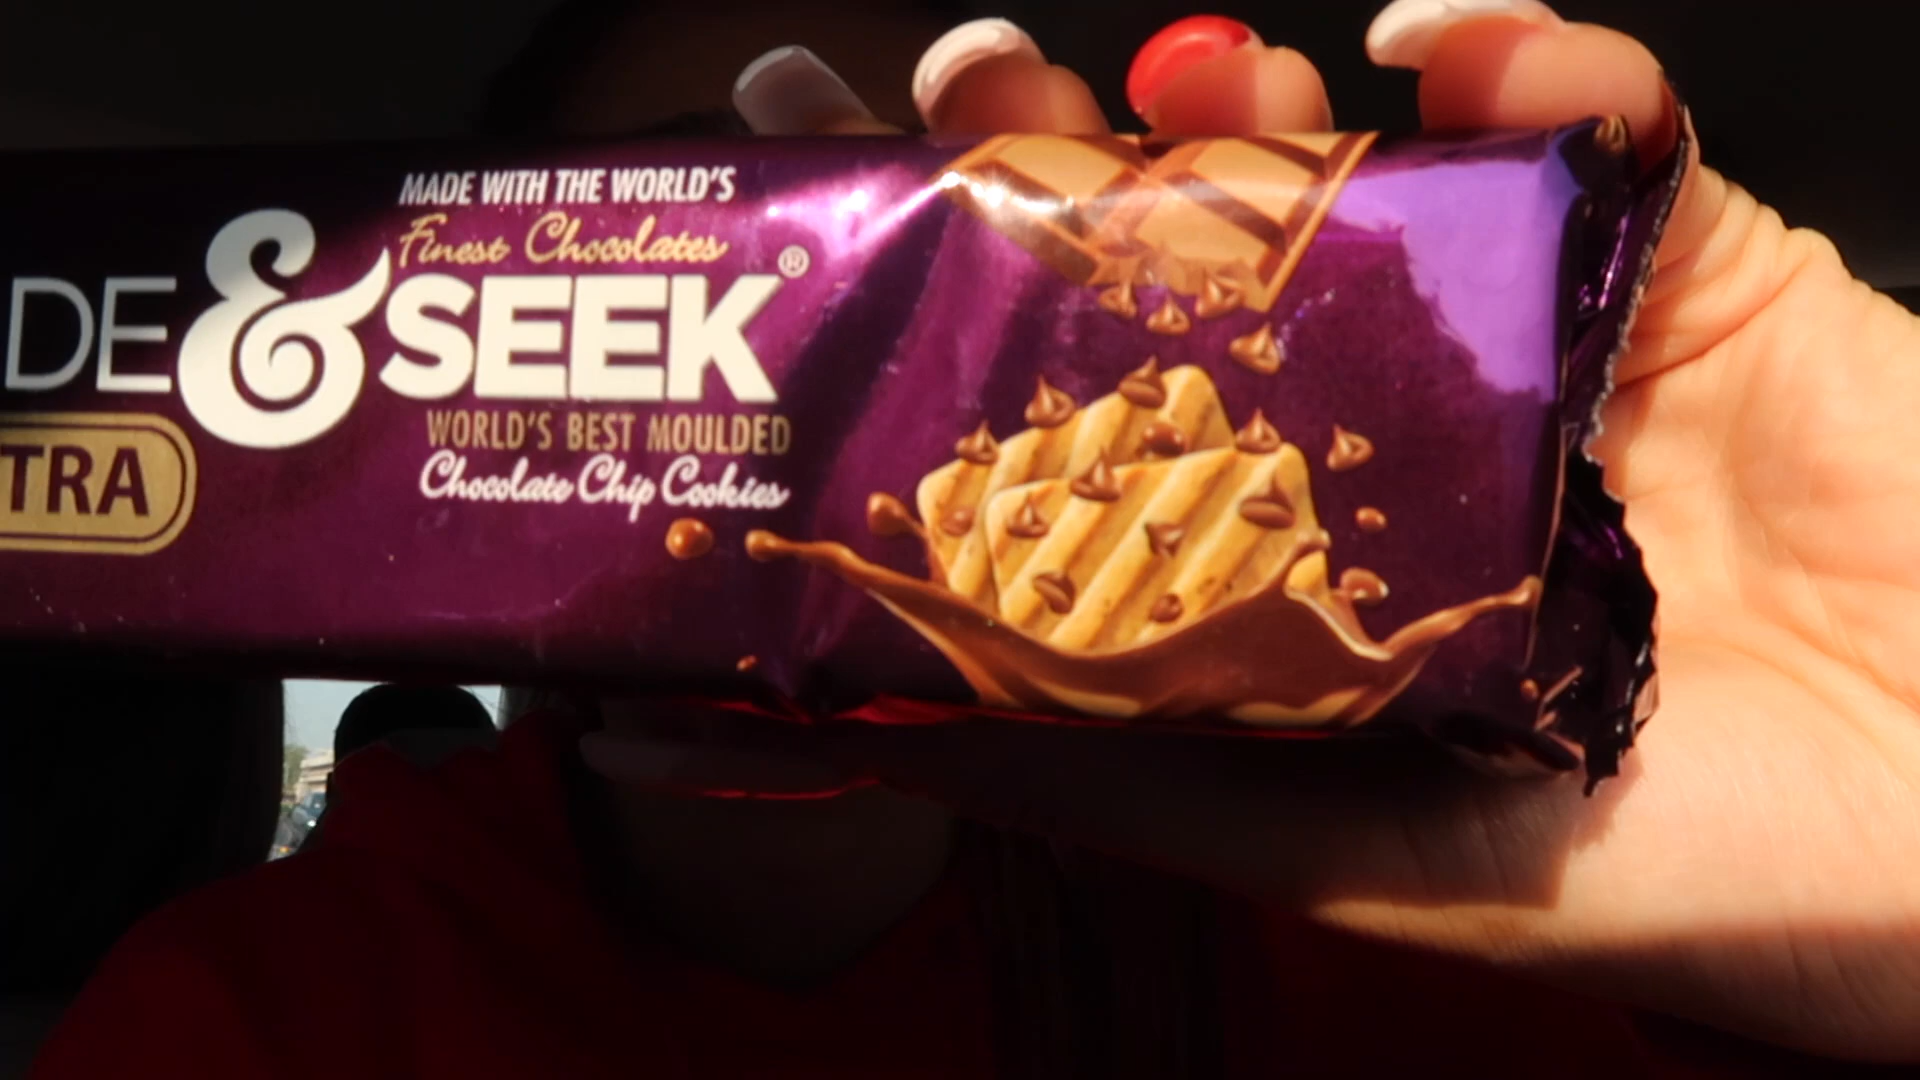 MADE WITH THE WORLD'S
Finest Chocolates
DE & SEEK®
WORLD'S BEST MOULDED
Chocolate Chip Cookies
TRA